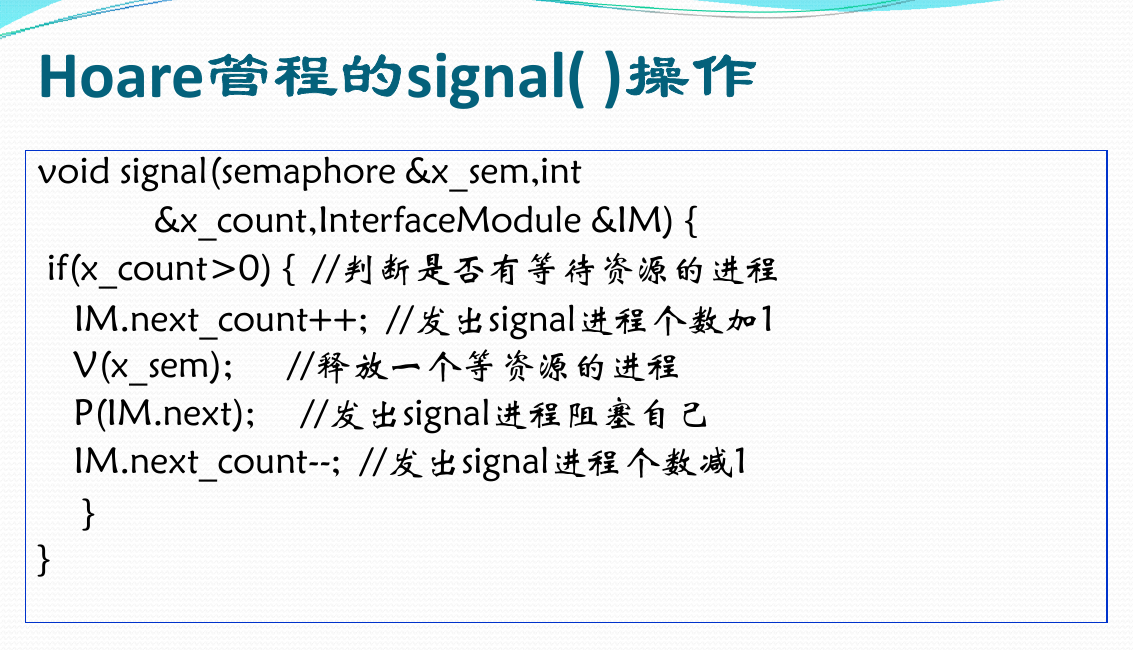 Hoare管程的signal( )操作
void signal(semaphore &x_sem,int
&x_count,InterfaceModule &IM) {
if(x_count>0) { //判断是否有等待资源的进程
IM.next_count++; //发出signal进程个数加1
V(x_sem); //释放一个等资源的进程
P(IM.next); //发出signal进程阻塞自己
IM.next_count--; //发出signal进程个数减1
}
}